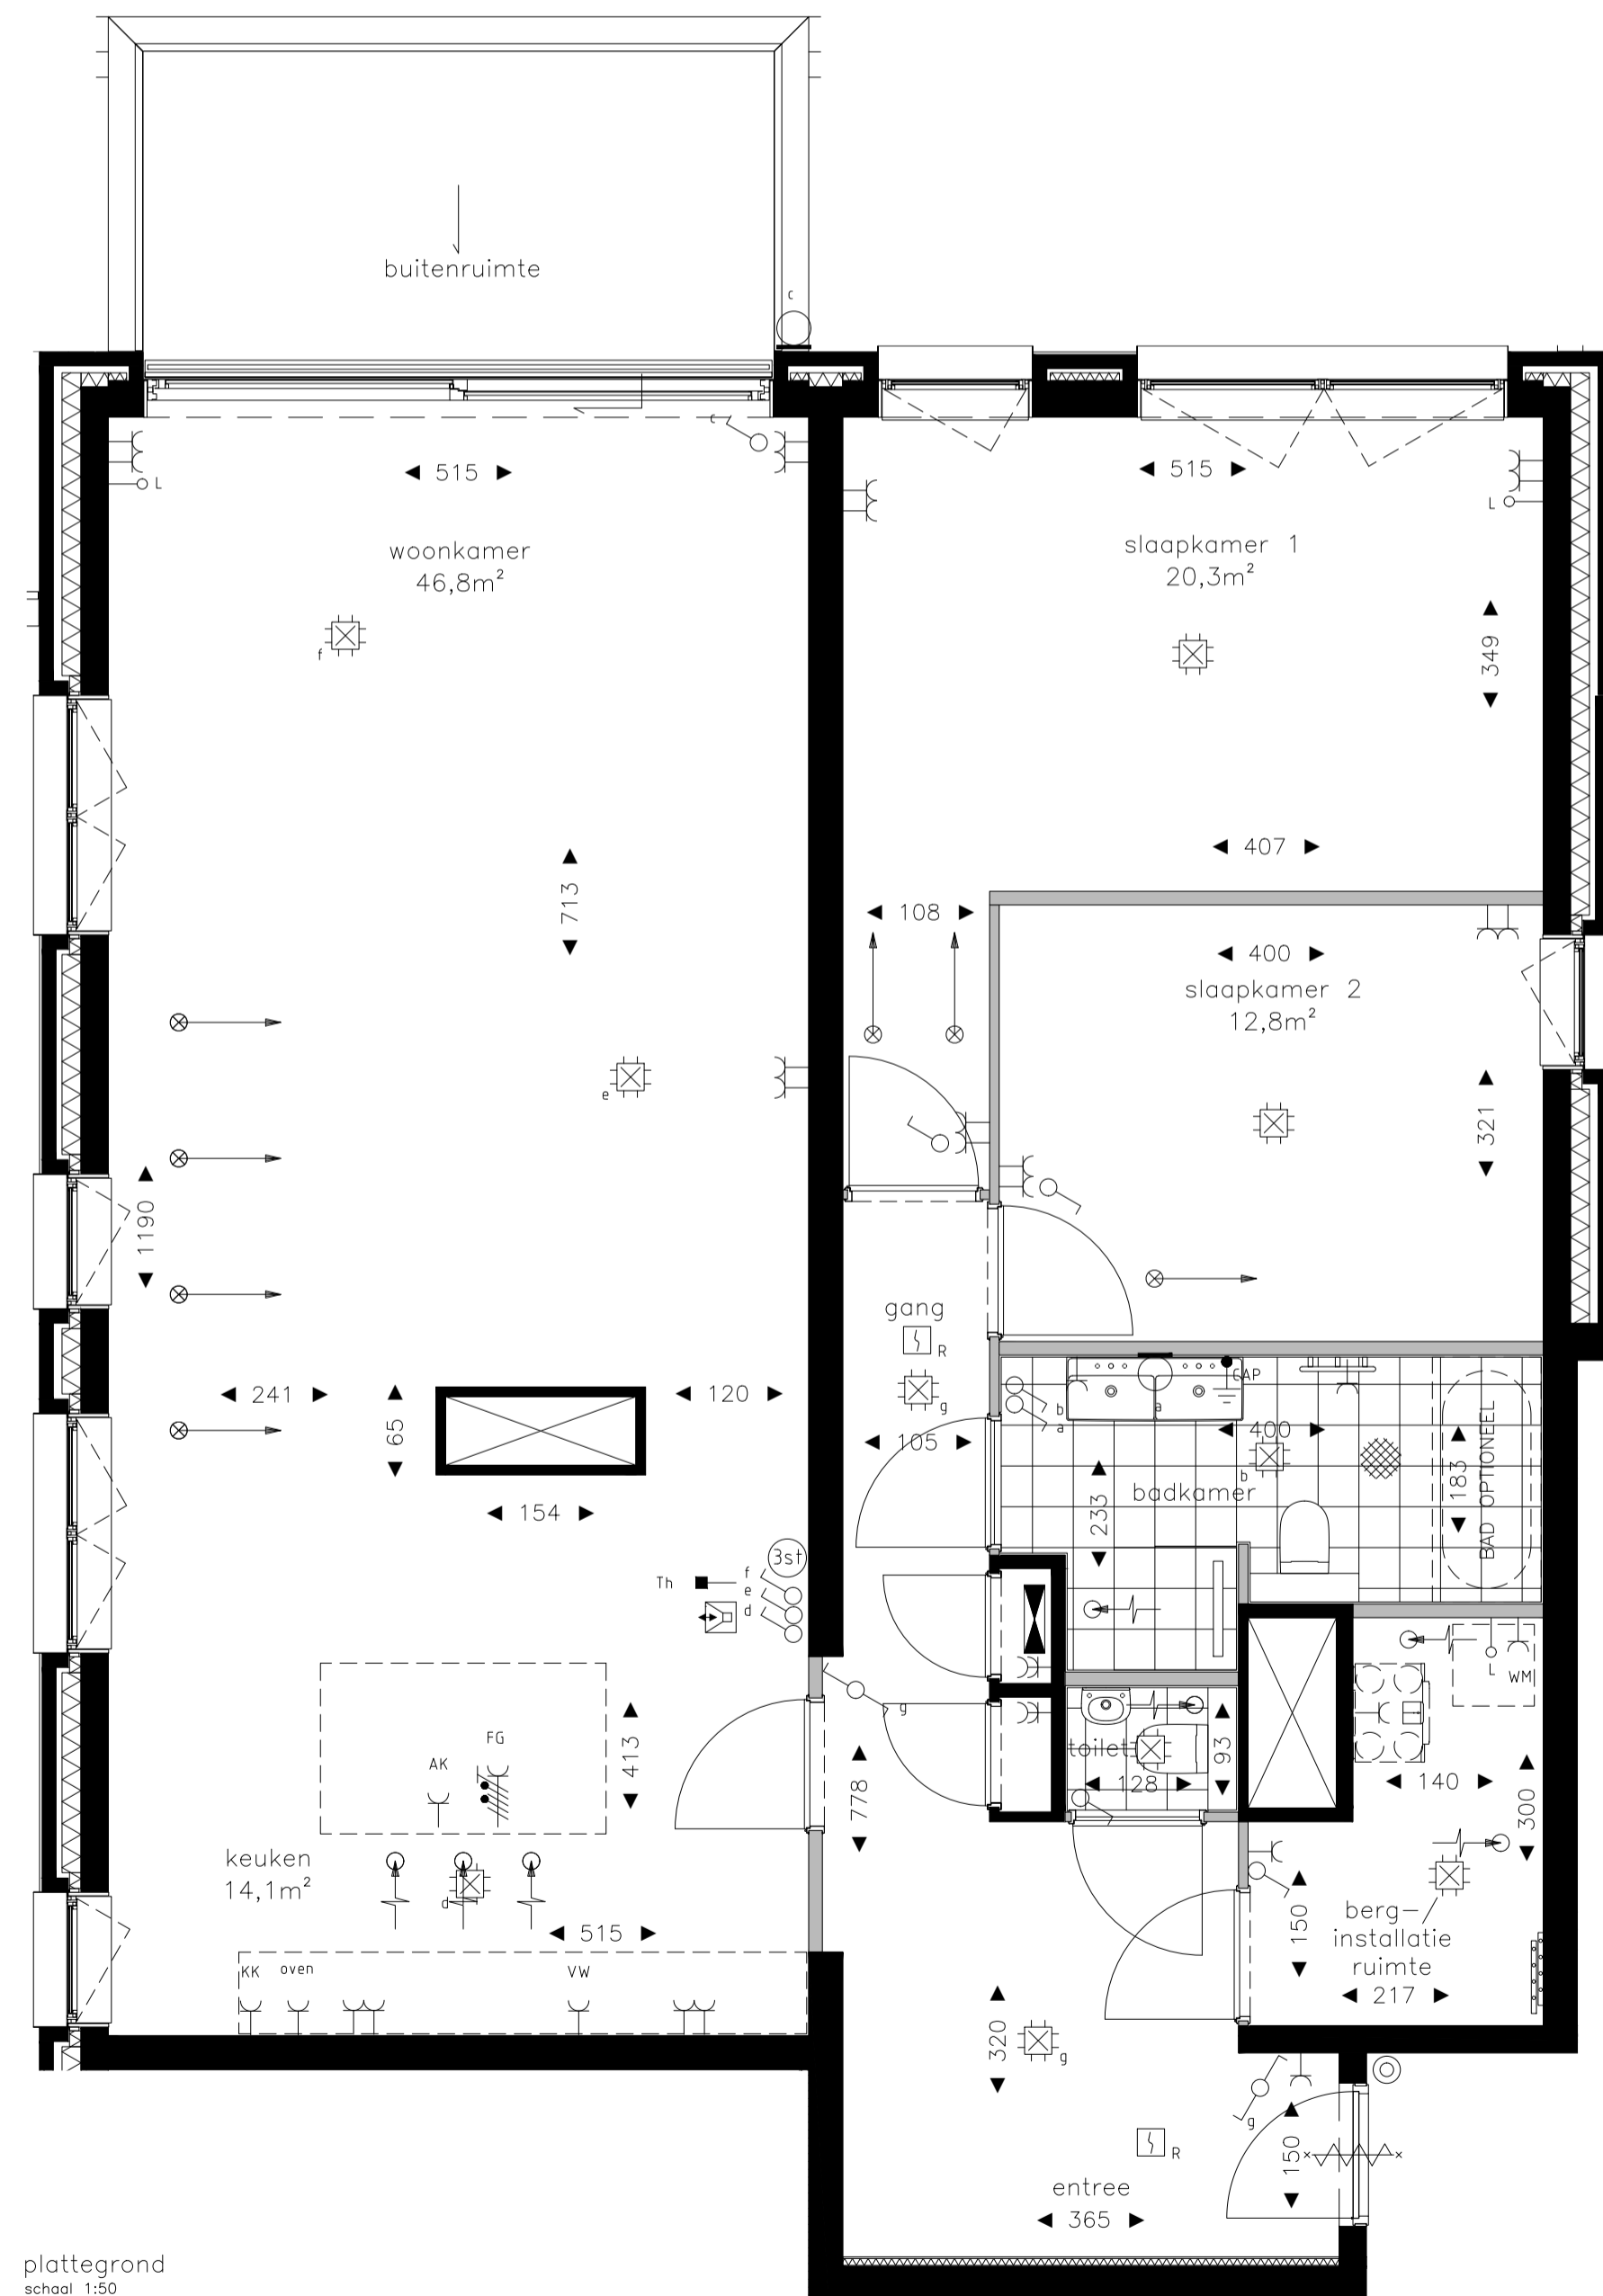 buitenruimte
c
c
515
515
L
L
woonkamer
46,8m²
slaapkamer 1
20,3m²
f
349
713
407
108
400
slaapkamer 2
12,8m²
e
321
1190
gang
R
g
241
65
120
105
CAP
b
a
a
400
b
badkamer
233
183
BAD OPTIONEEL
154
3st
Th
f
e
d
L
WM
g
toilet
93
128
FG
AK
413
778
140
300
keuken
14,1m²
d
515
150
berg-
installatie
ruimte
217
KK
oven
VW
320
g
g
R
150
x
x
entree
365
plattegrond
schaal 1:50